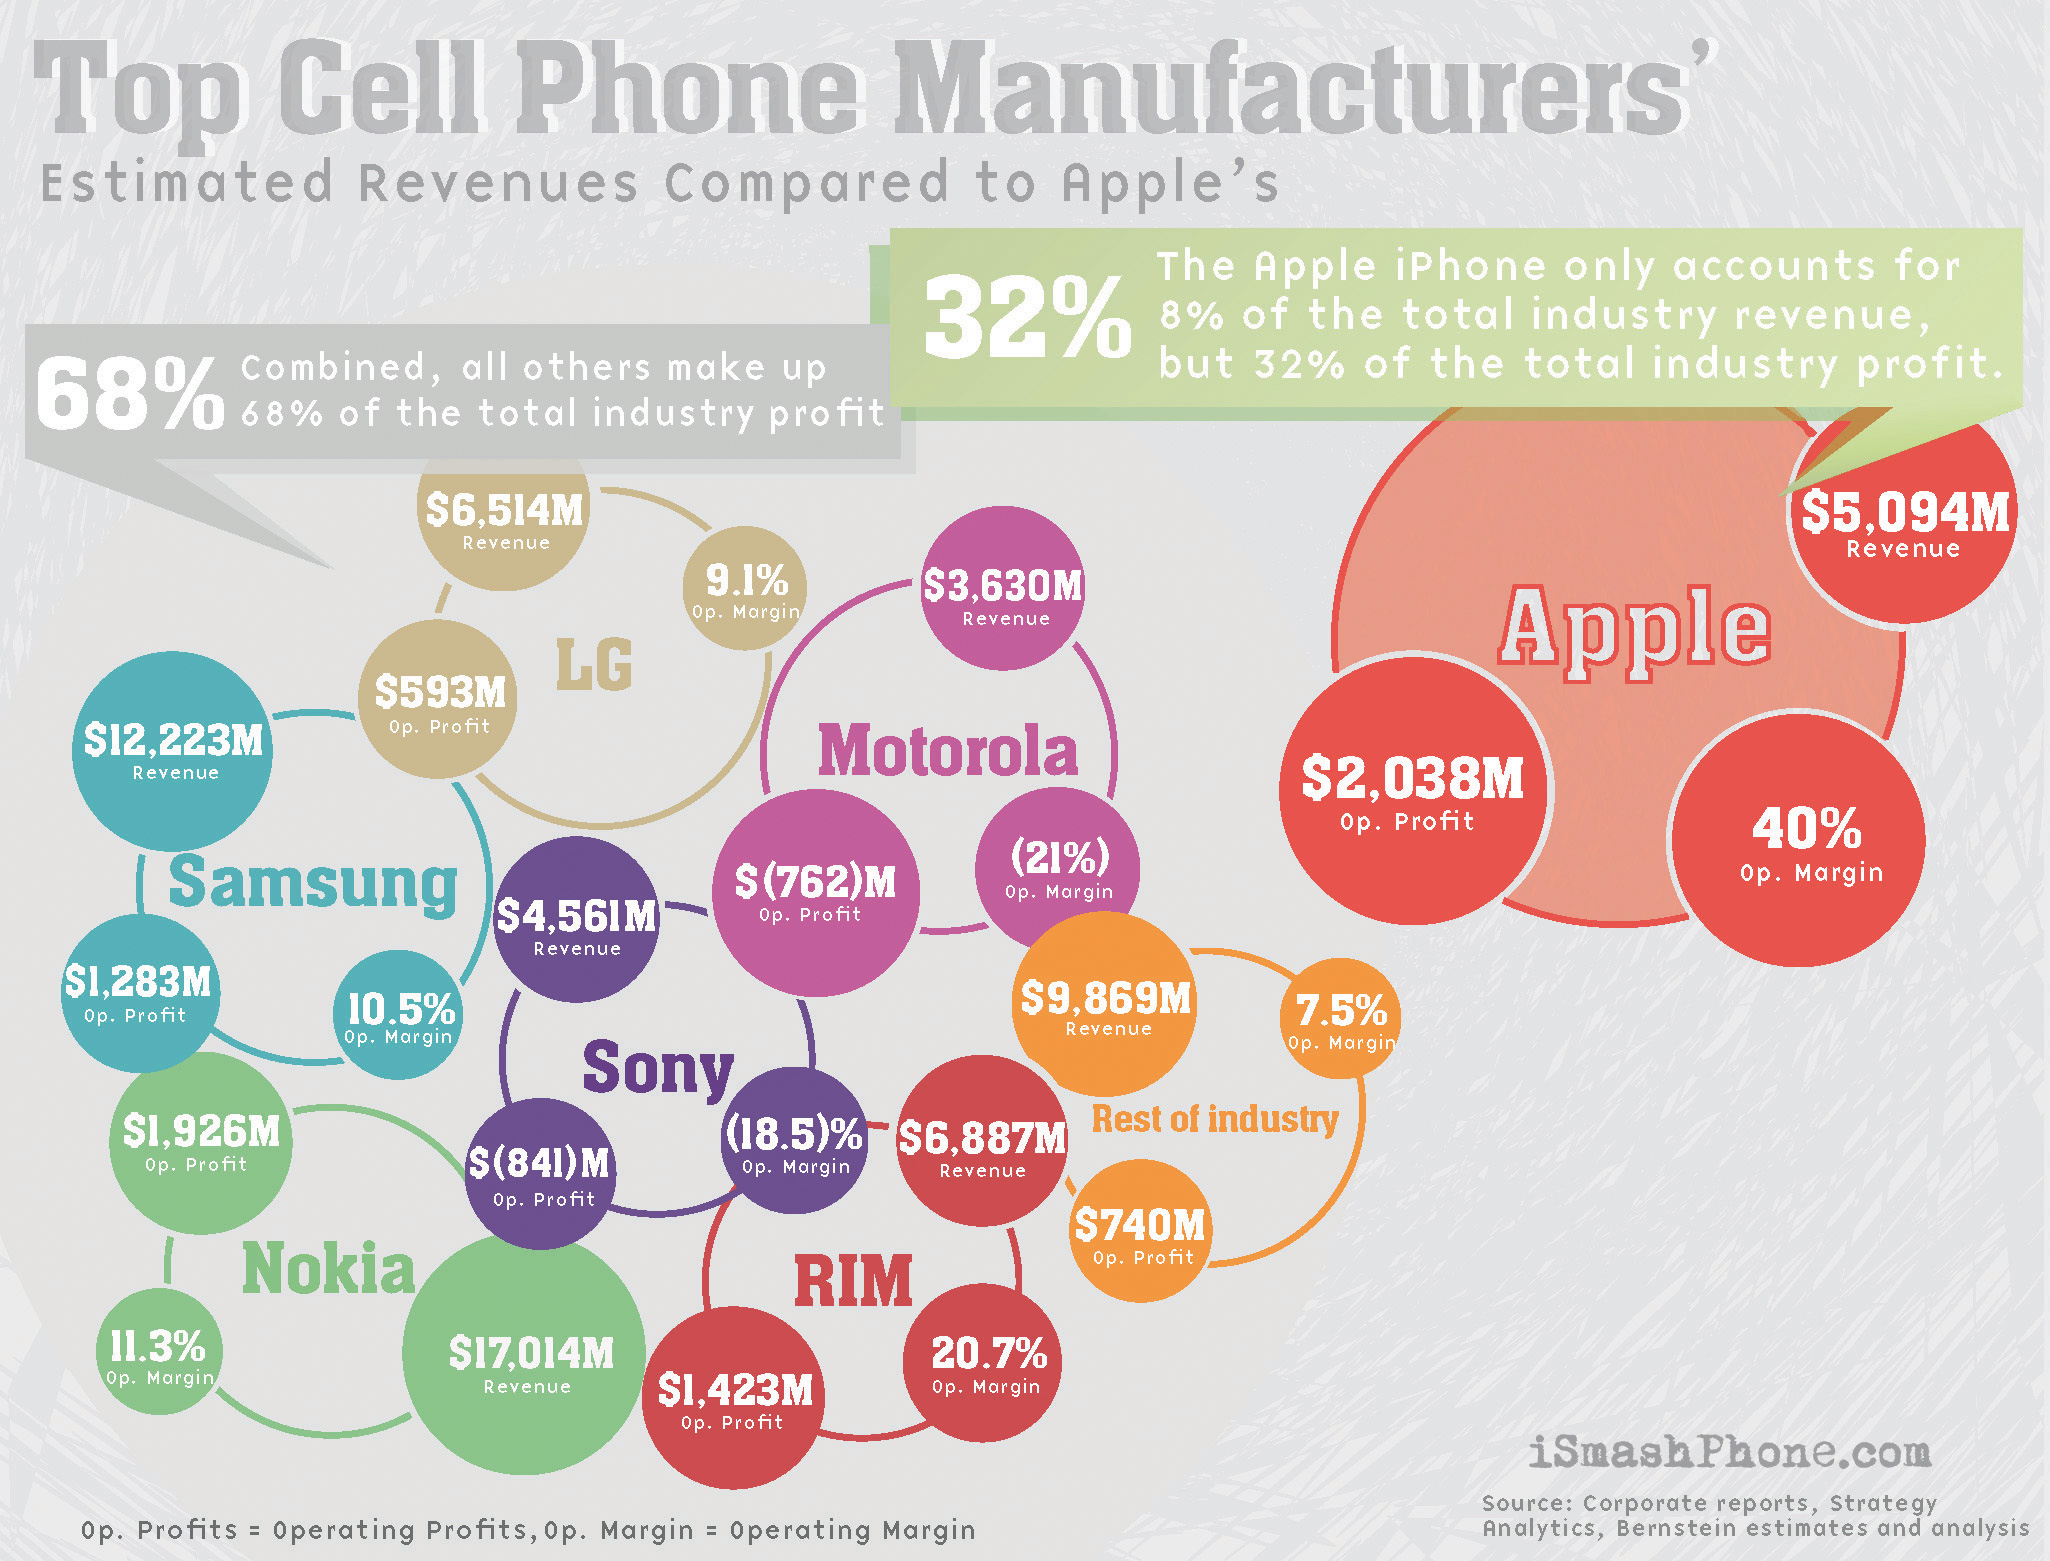 Top Cell Phone Manufacturers’
Estimated Revenues Compared to Apple’s
32%
The Apple iPhone only accounts for
8% of the total industry revenue,
but 32% of the total industry profit.
68%
Combined, all others make up
68% of the total industry profit
$6,514M
Revenue
9.1%
Op. Margin
LG
$593M
Op. Profit
$3,630M
Revenue
Motorola
$(762)M
Op. Profit
(21%)
Op. Margin
$5,094M
Revenue
Apple
$2,038M
Op. Profit
40%
Op. Margin
$12,223M
Revenue
Samsung
$1,283M
Op. Profit
10.5%
Op. Margin
$4,561M
Revenue
Sony
$(841)M
Op. Profit
(18.5)%
Op. Margin
$9,869M
Revenue
7.5%
Op. Margin
Rest of industry
$740M
Op. Profit
$1,926M
Op. Profit
Nokia
11.3%
Op. Margin
$17,014M
Revenue
$6,887M
Revenue
RIM
$1,423M
Op. Profit
20.7%
Op. Margin
iSmashPhone.com
Source: Corporate reports, Strategy
Analytics, Bernstein estimates and analysis
Op. Profits = Operating Profits, Op. Margin = Operating Margin